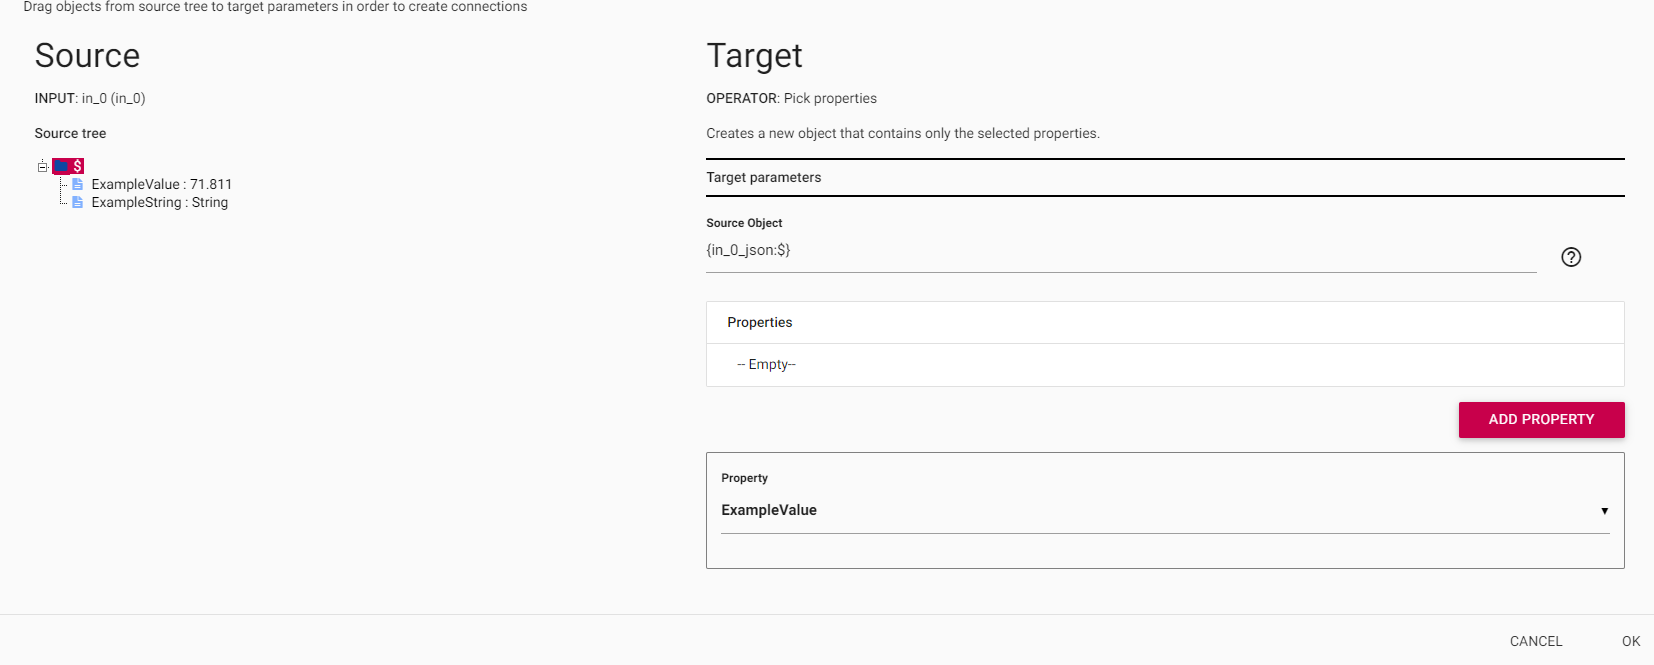 Drag objects from source tree to target parameters in order to create connections
Source
INPUT: in_0 (in_0)
Source tree
$
ExampleValue : 71.811
ExampleString : String
Target
OPERATOR: Pick properties
Creates a new object that contains only the selected properties.
Target parameters
Source Object
{in_0_json:$}
?
Properties
-- Empty--
ADD PROPERTY
Property
ExampleValue
CANCEL
OK